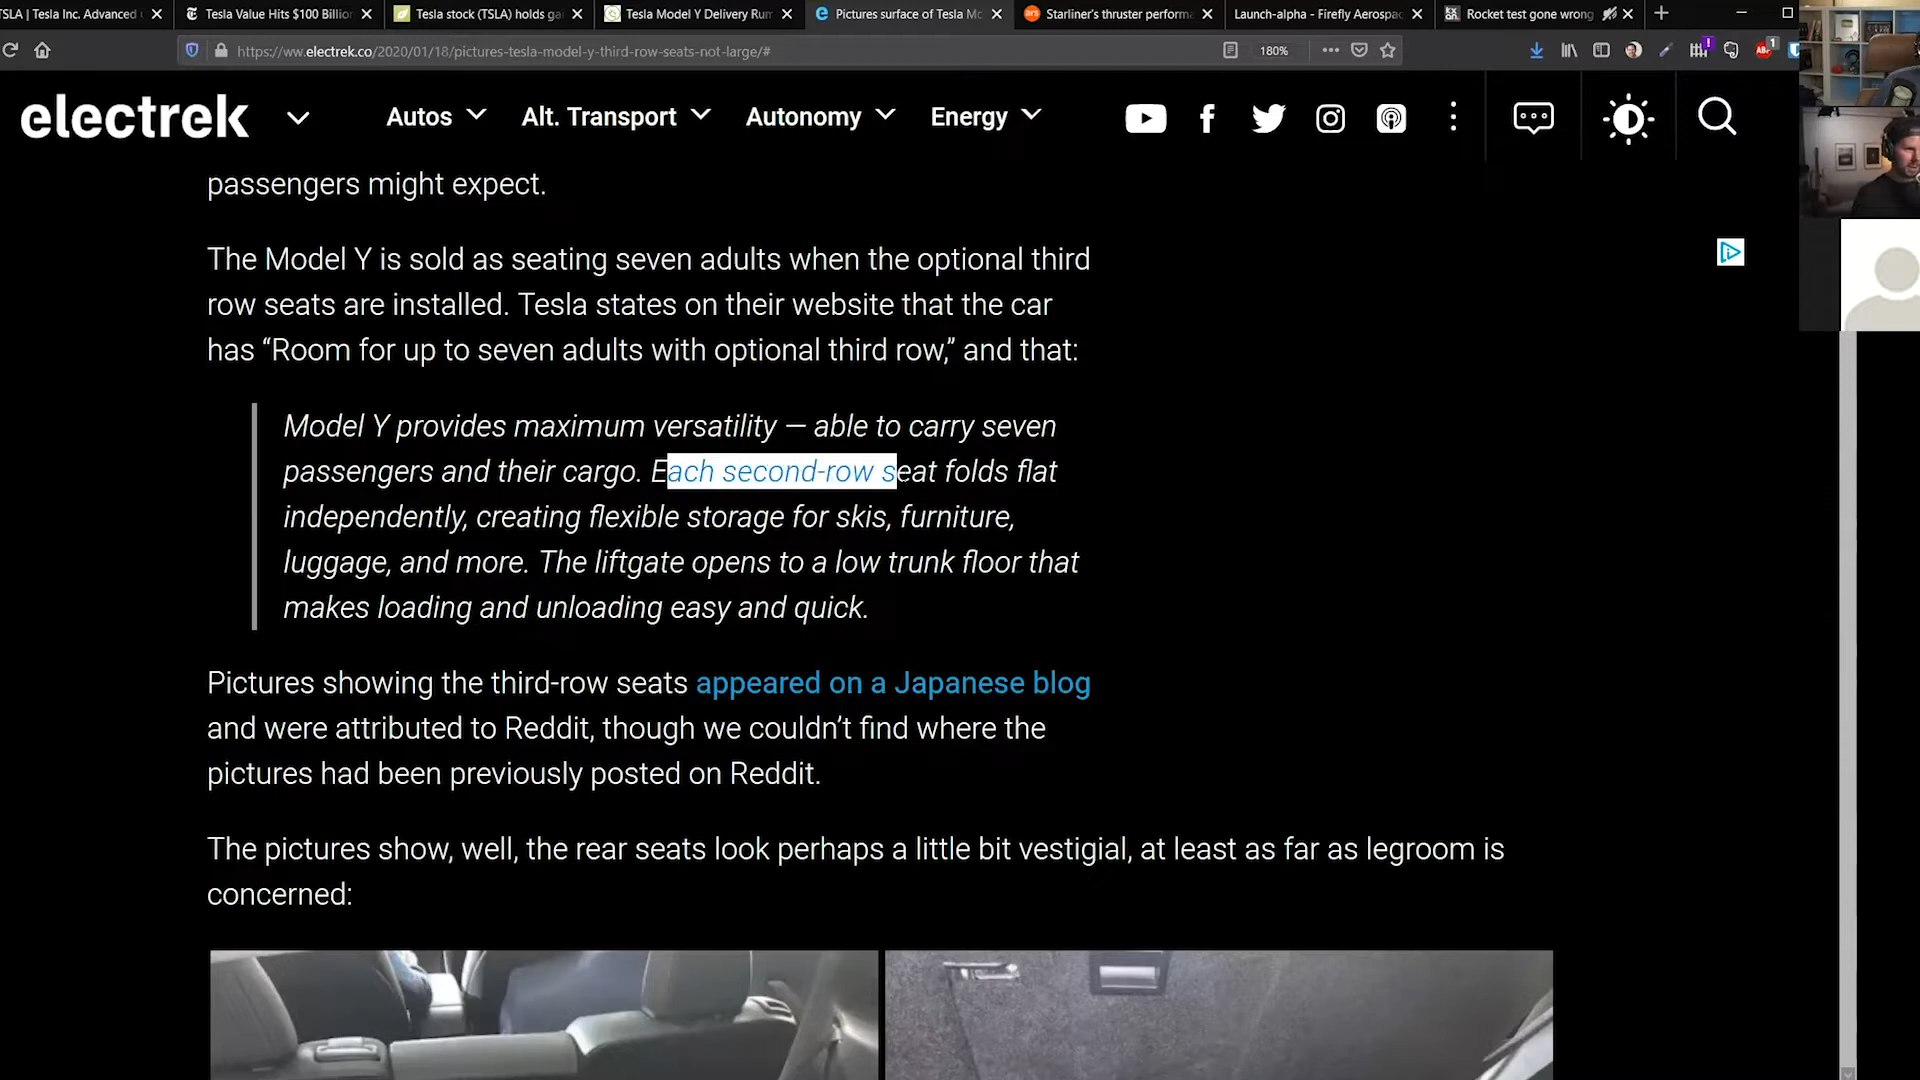 TSLA | Tesla Inc. Advanced
Tesla Value Hits $100 Billion
Tesla stock (TSLA) holds ga
Tesla Model Y Delivery Rum
Pictures surface of Tesla Mo
ars
Starliner's thruster performa
Launch-alpha - Firefly Aerospac
Rocket test gone wrong
https://ww.electrek.co/2020/01/18/pictures-tesla-model-y-third-row-seats-not-large/#
180%
ABP
1
electrek
Autos
Alt. Transport
Autonomy
Energy
passengers might expect.
The Model Y is sold as seating seven adults when the optional third
row seats are installed. Tesla states on their website that the car
has “Room for up to seven adults with optional third row,” and that:
Model Y provides maximum versatility — able to carry seven
passengers and their cargo. Each second-row seat folds flat
independently, creating flexible storage for skis, furniture,
luggage, and more. The liftgate opens to a low trunk floor that
makes loading and unloading easy and quick.
Pictures showing the third-row seats appeared on a Japanese blog
and were attributed to Reddit, though we couldn’t find where the
pictures had been previously posted on Reddit.
The pictures show, well, the rear seats look perhaps a little bit vestigial, at least as far as legroom is
concerned: